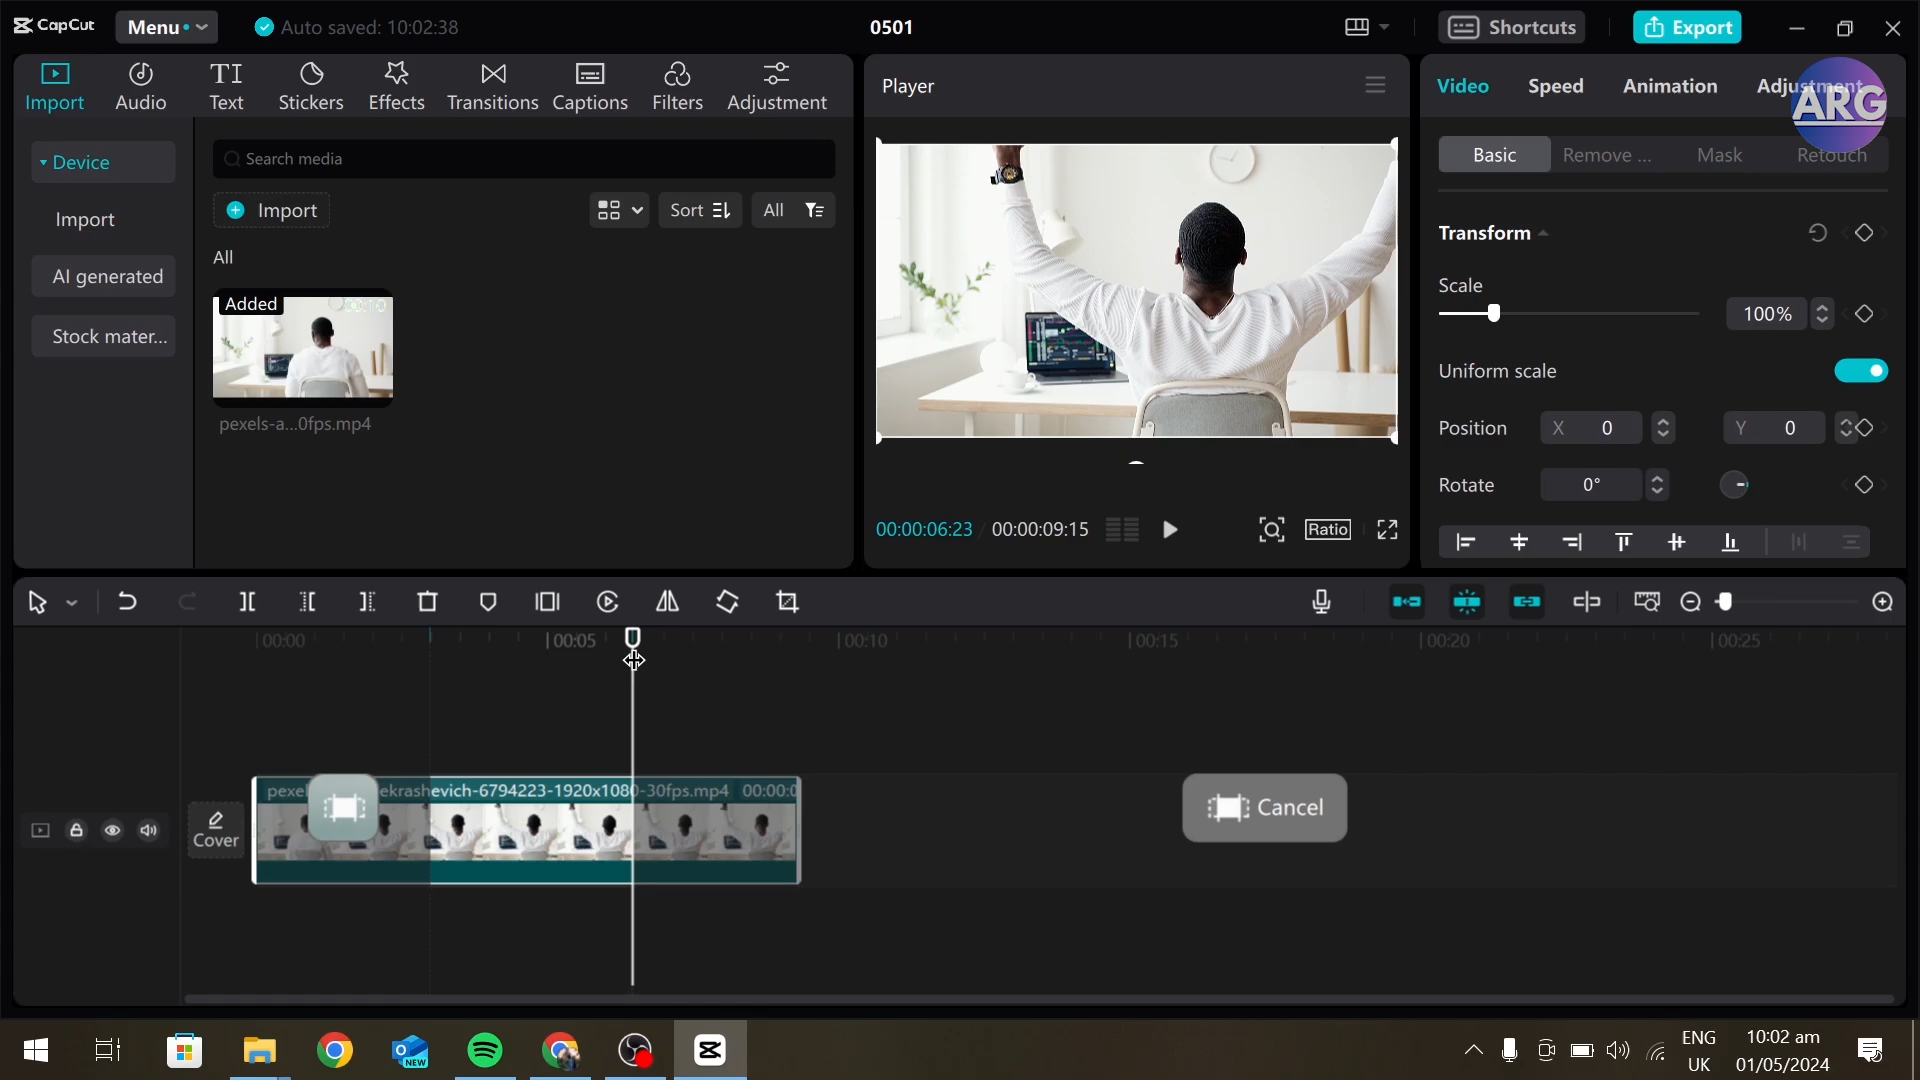 CapCut
Menu
Auto saved: 10:02:38
0501
Shortcuts
Export
Import
Audio
TI
Text
Stickers
Effects
Transitions
Captions
Filters
Adjustment
Player
Video
Speed
Animation
Adjustment
ARG
Device
Import
AI generated
Stock mater...
Search media
Import
Sort
All
All
Added
pexels-a...0fps.mp4
00:00:06:23
00:00:09:15
Ratio
Basic
Remove ...
Mask
Retouch
Transform
Scale
100%
Uniform scale
Position
X 0
Y 0
Rotate
0°
00:00
00:05
00:10
00:15
00:20
00:25
Cover
pexel
ekrashevich-6794223-1920x1080-30fps.mp4 00:00:0
Cancel
NEW
ENG
UK
10:02 am
01/05/2024